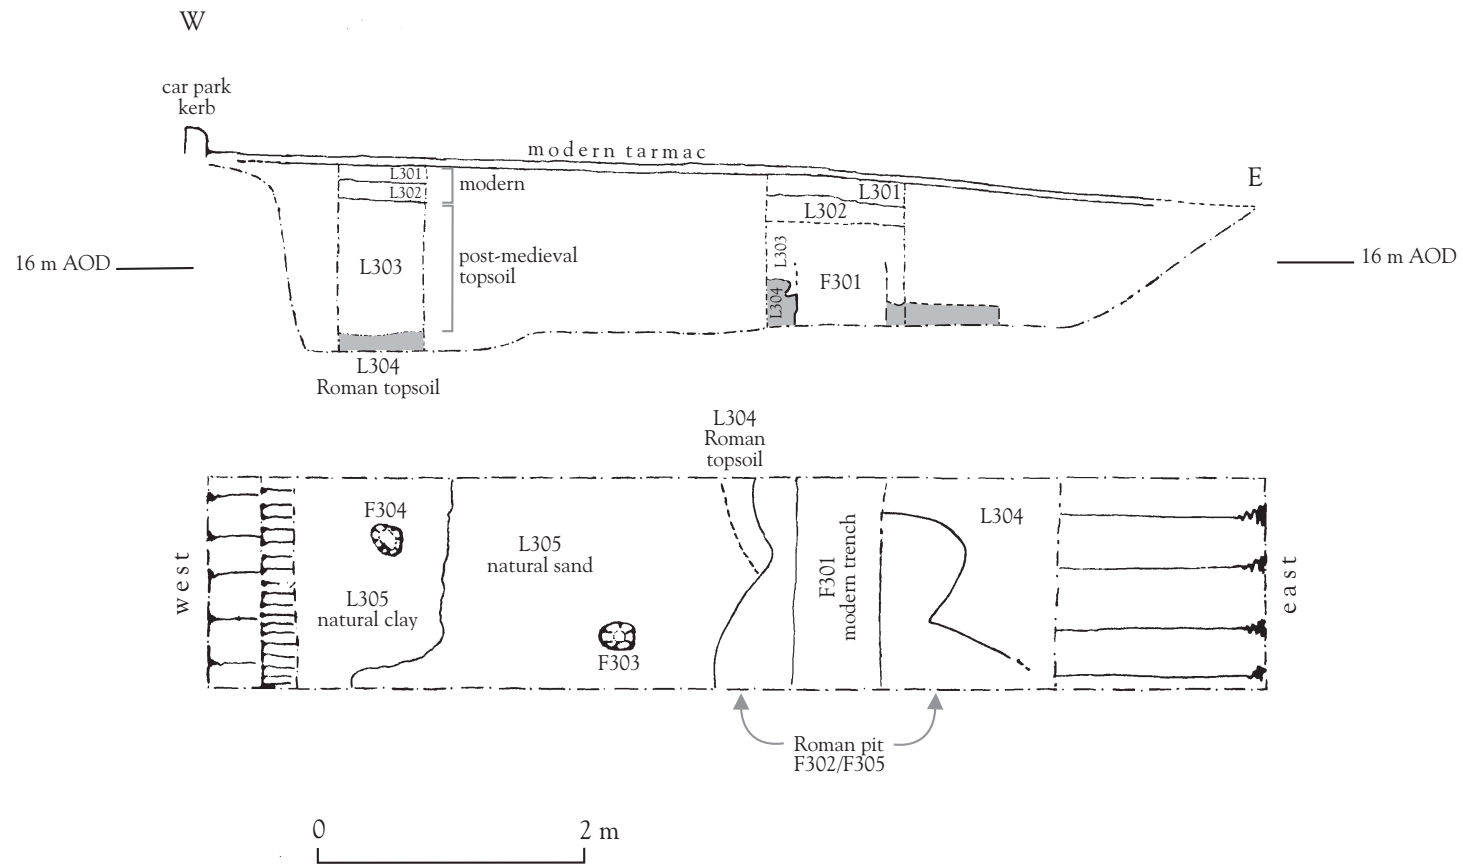 W
car park
kerb
modern tarmac
E
L301
L302
modern
L301
L302
16 m AOD
L303
post-medieval
topsoil
L303
F301
16 m AOD
L304
L304
Roman topsoil
L304
Roman
topsoil
west
F304
L305
natural clay
L305
natural sand
F303
F301
modern trench
L304
east
Roman pit
F302/F305
0
2 m